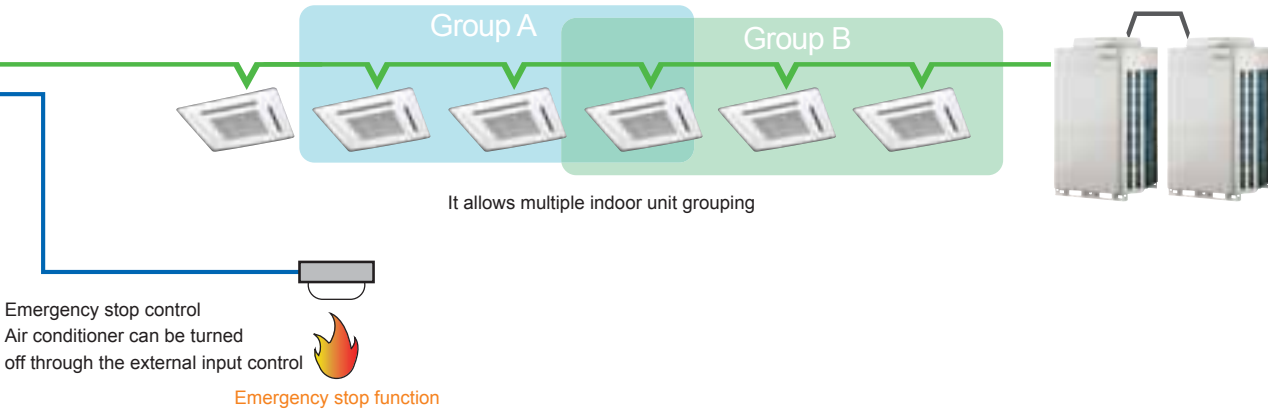 Group A
Group B
It allows multiple indoor unit grouping
Emergency stop control
Air conditioner can be turned
off through the external input control
Emergency stop function